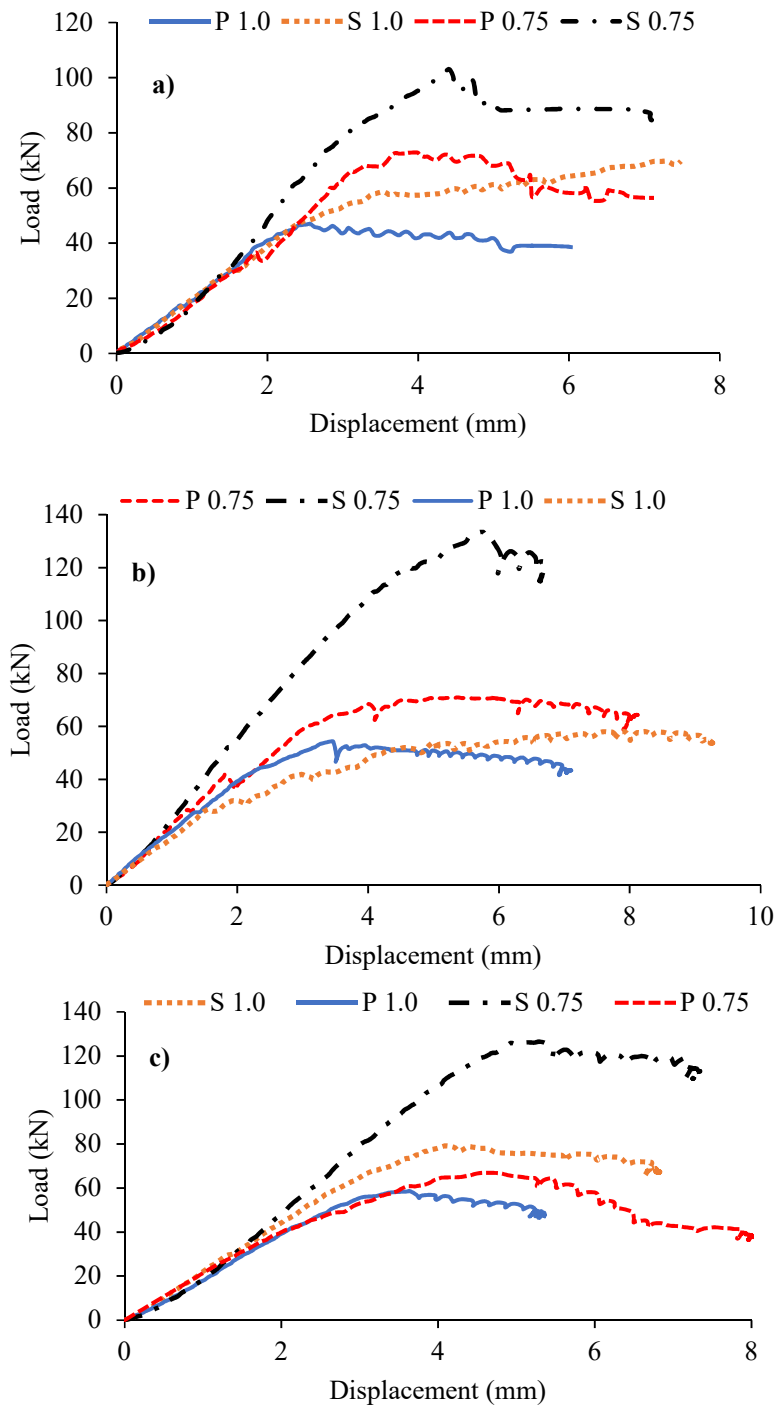 P 1.0 S 1.0 P 0.75 S 0.75
120
100
80
60
40
20
0
a)
Load (kN)
0 2 4 6 8
Displacement (mm)
P 0.75 S 0.75 P 1.0 S 1.0
140
120
100
80
60
40
20
0
b)
Load (kN)
0 2 4 6 8 10
Displacement (mm)
S 1.0 P 1.0 S 0.75 P 0.75
140
120
100
80
60
40
20
0
c)
Load (kN)
0 2 4 6 8
Displacement (mm)